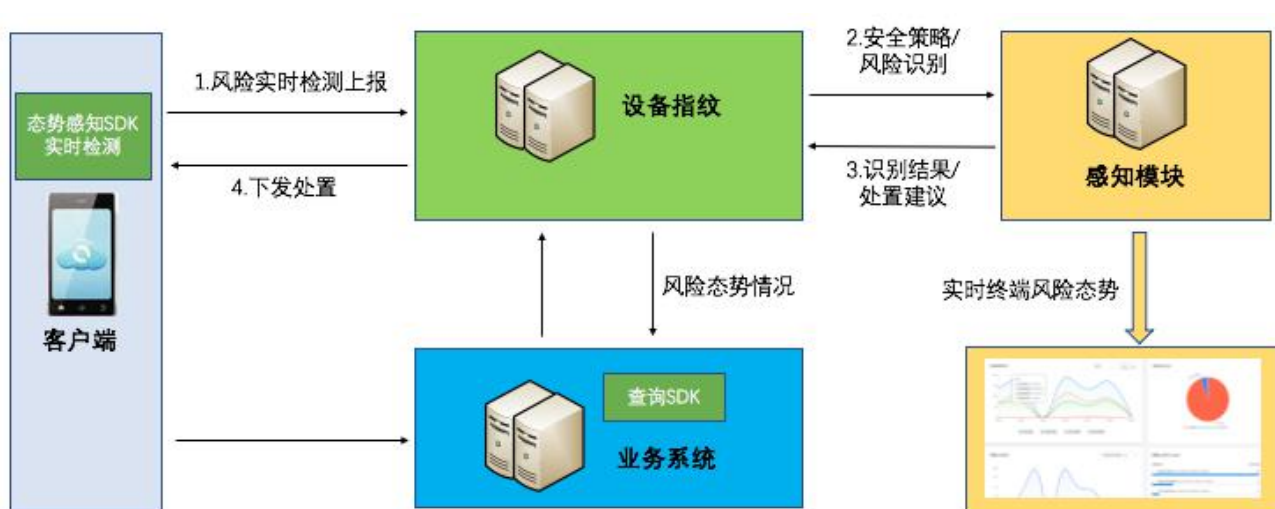 态势感知SDK
实时检测
客户端
1.风险实时检测上报
4.下发处置
设备指纹
2.安全策略/
风险识别
3.识别结果/
处置建议
感知模块
风险态势情况
实时终端风险态势
查询SDK
业务系统